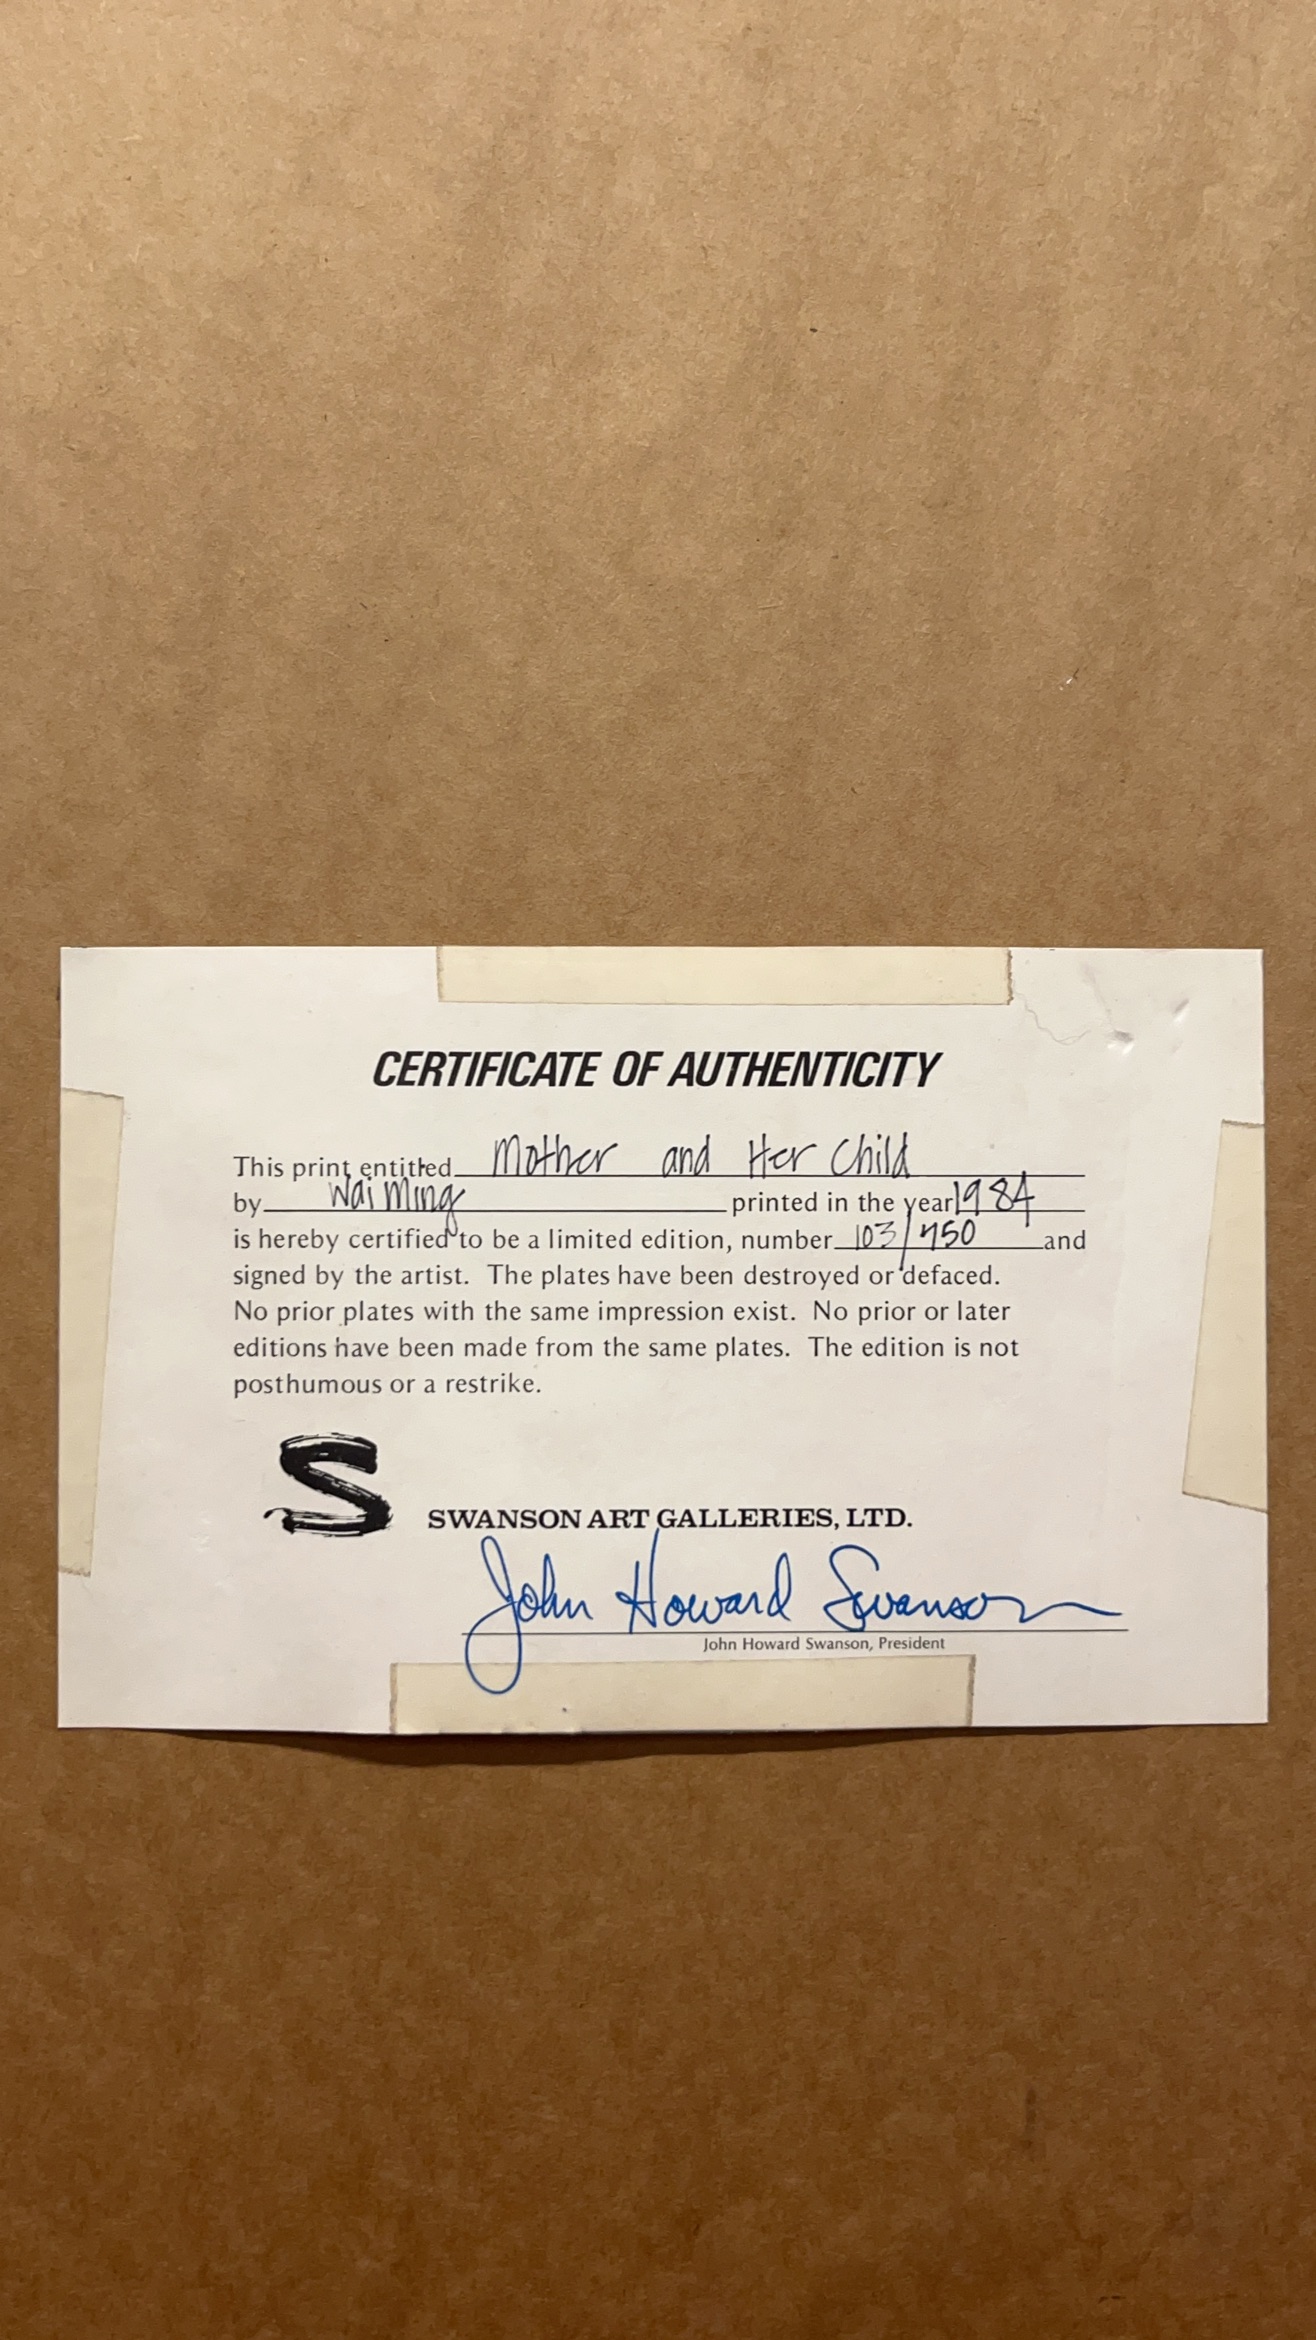 CERTIFICATE OF AUTHENTICITY
This print entitled Mother and Her Child
by Wai Ming printed in the year 1984
is hereby certified to be a limited edition, number 103/750 and
signed by the artist. The plates have been destroyed or defaced.
No prior plates with the same impression exist. No prior or later
editions have been made from the same plates. The edition is not
posthumous or a restrike.
S
SWANSON ART GALLERIES, LTD.
John Howard Swanson
John Howard Swanson, President